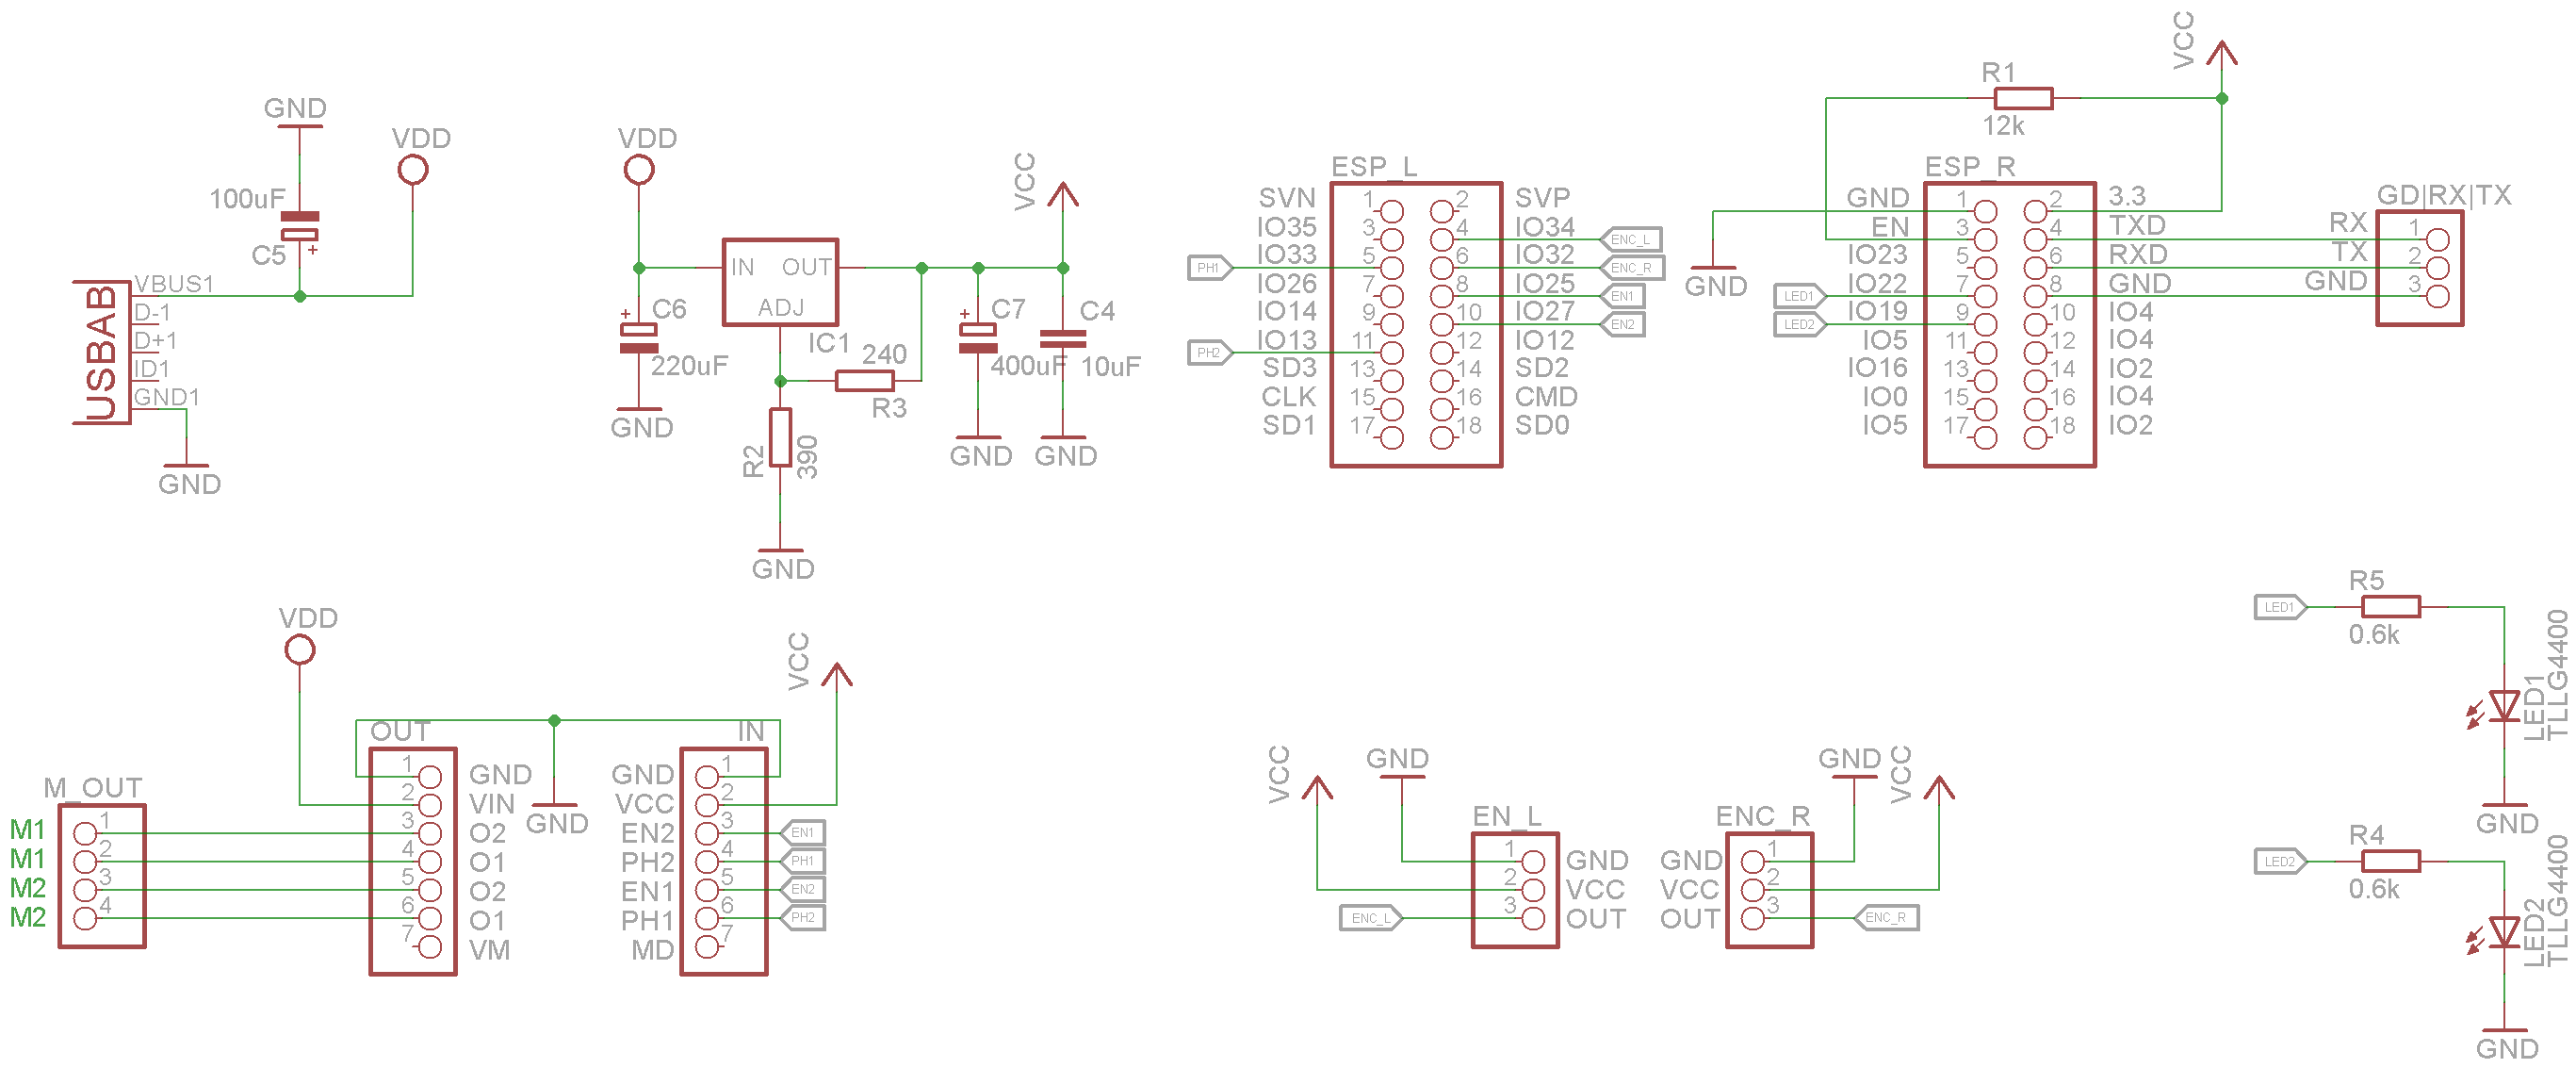 GND
100uF
C5
+
VDD
USBAB
VBUS1
D-1
D+1
ID1
GND1
GND
VDD
IN OUT
ADJ
IC1
+
C6
220uF
GND
240
R3
R2
390
GND
VCC
+
C7
400uF
GND
C4
10uF
GND
ESP_L
SVN 1 2 SVP
IO35 3 4 IO34 ENC_L
PH1 IO33 5 6 IO32 ENC_R
IO26 7 8 IO25 EN1
IO14 9 10 IO27 EN2
PH2 IO13 11 12 IO12
SD3 13 14 SD2
CLK 15 16 CMD
SD1 17 18 SD0
VCC
R1
12k
ESP_R
GND
GND 1 2 3.3
EN 3 4 TXD
IO23 5 6 RXD
LED1 IO22 7 8 GND
LED2 IO19 9 10 IO4
IO5 11 12 IO4
IO16 13 14 IO2
IO0 15 16 IO4
IO5 17 18 IO2
GD|RX|TX
RX 1
TX 2
GND 3
VDD
M_OUT
M1 1
M1 2
M2 3
M2 4
OUT
1 GND
2 VIN
3 O2
4 O1
5 O2
6 O1
7 VM
GND
VCC
IN
GND 1
VCC 2
EN2 3 EN1
PH2 4 PH1
EN1 5 EN2
PH1 6 PH2
MD 7
VCC
GND
EN_L
1 GND
2 VCC
ENC_L 3 OUT
GND
VCC
ENC_R
GND 1
VCC 2
OUT 3 ENC_R
LED1
R5
0.6k
LED1
TLLG4400
GND
LED2
R4
0.6k
LED2
TLLG4400
GND